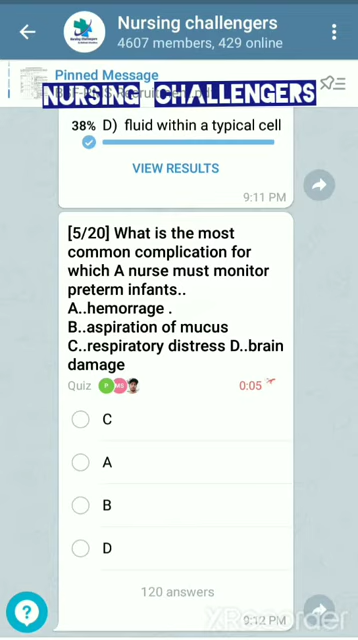 Nursing challengers
4607 members, 429 online
Pinned Message
NURSING CHALLENGERS
38% D) fluid within a typical cell
VIEW RESULTS
9:11 PM
[5/20] What is the most
common complication for
which A nurse must monitor
preterm infants..
A..hemorrage .
B..aspiration of mucus
C..respiratory distress D..brain
damage
Quiz
P
ME
0:05
C
A
B
D
120 answers
9:12 PM
XRecorder